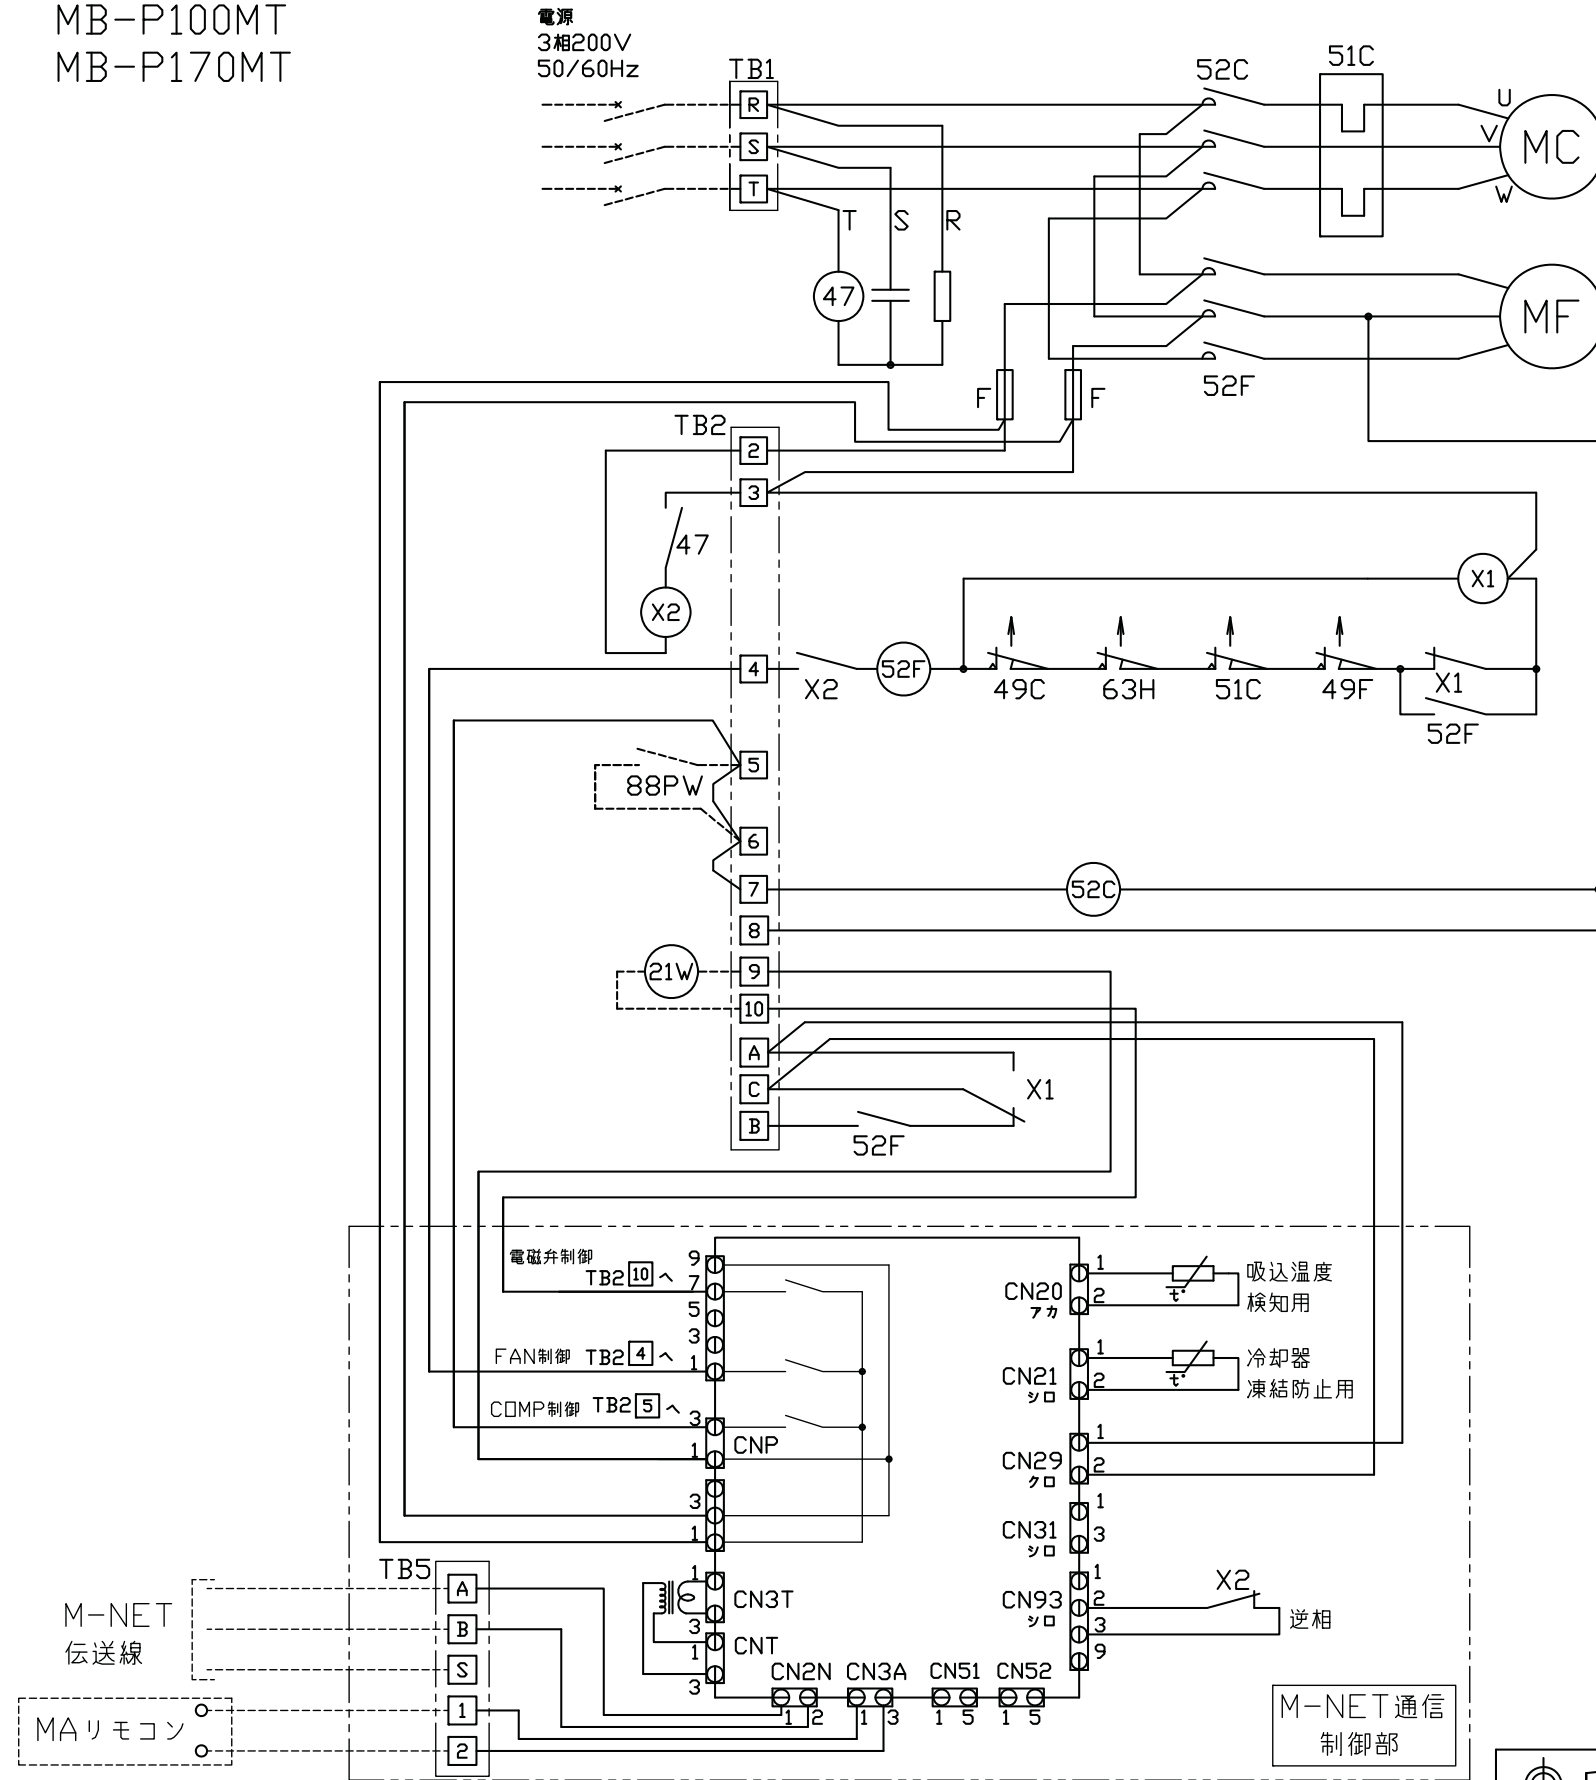 MB-P100MT
MB-P170MT
電源
3相200V
50/60Hz
TB1
R
S
T
52C
51C
U
V
W
MC
T
S
R
47
MF
52F
F
F
TB2
2
3
47
X2
X1
4
X2
52F
49C
63H
51C
49F
X1
52F
5
88PW
6
7
52C
8
21W
9
10
A
C
B
X1
52F
電磁弁制御
TB2 10 へ
9
7
5
3
1
FAN制御 TB2 4 へ
COMP制御 TB2 5 へ
3
1
CNP
3
1
1
3
CN3T
1
3
CNT
CN20
アカ
1
2
吸込温度
検知用
CN21
シロ
1
2
冷却器
凍結防止用
CN29
クロ
1
2
CN31
シロ
1
3
CN93
シロ
1
2
3
9
X2
逆相
CN2N
1 2
CN3A
1 3
CN51
1 5
CN52
1 5
TB5
A
B
S
1
2
M-NET
伝送線
MAリモコン
M-NET通信
制御部